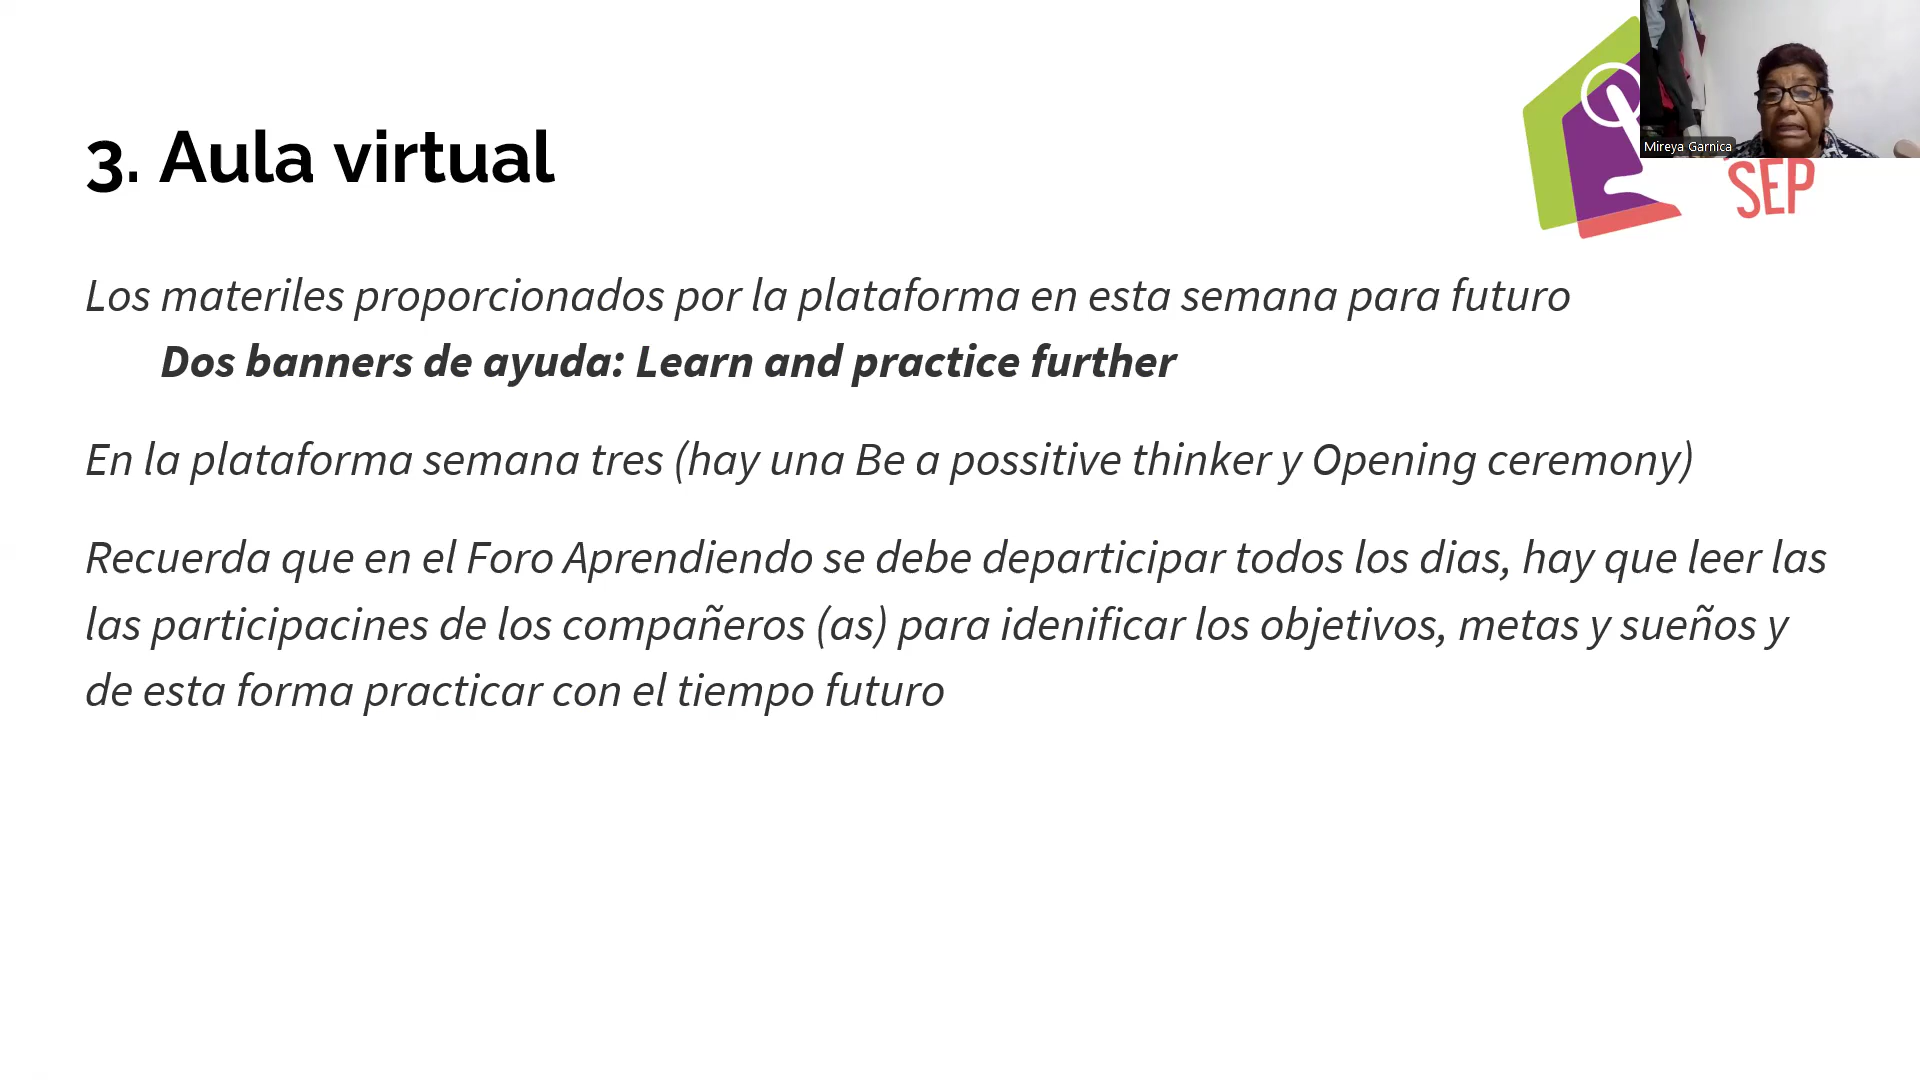 3. Aula virtual
Mireya Garnica
SEP
Los materiles proporcionados por la plataforma en esta semana para futuro
Dos banners de ayuda: Learn and practice further
En la plataforma semana tres (hay una Be a possitive thinker y Opening ceremony)
Recuerda que en el Foro Aprendiendo se debe departicipar todos los dias, hay que leer las
las participacines de los compañeros (as) para idenificar los objetivos, metas y sueños y
de esta forma practicar con el tiempo futuro